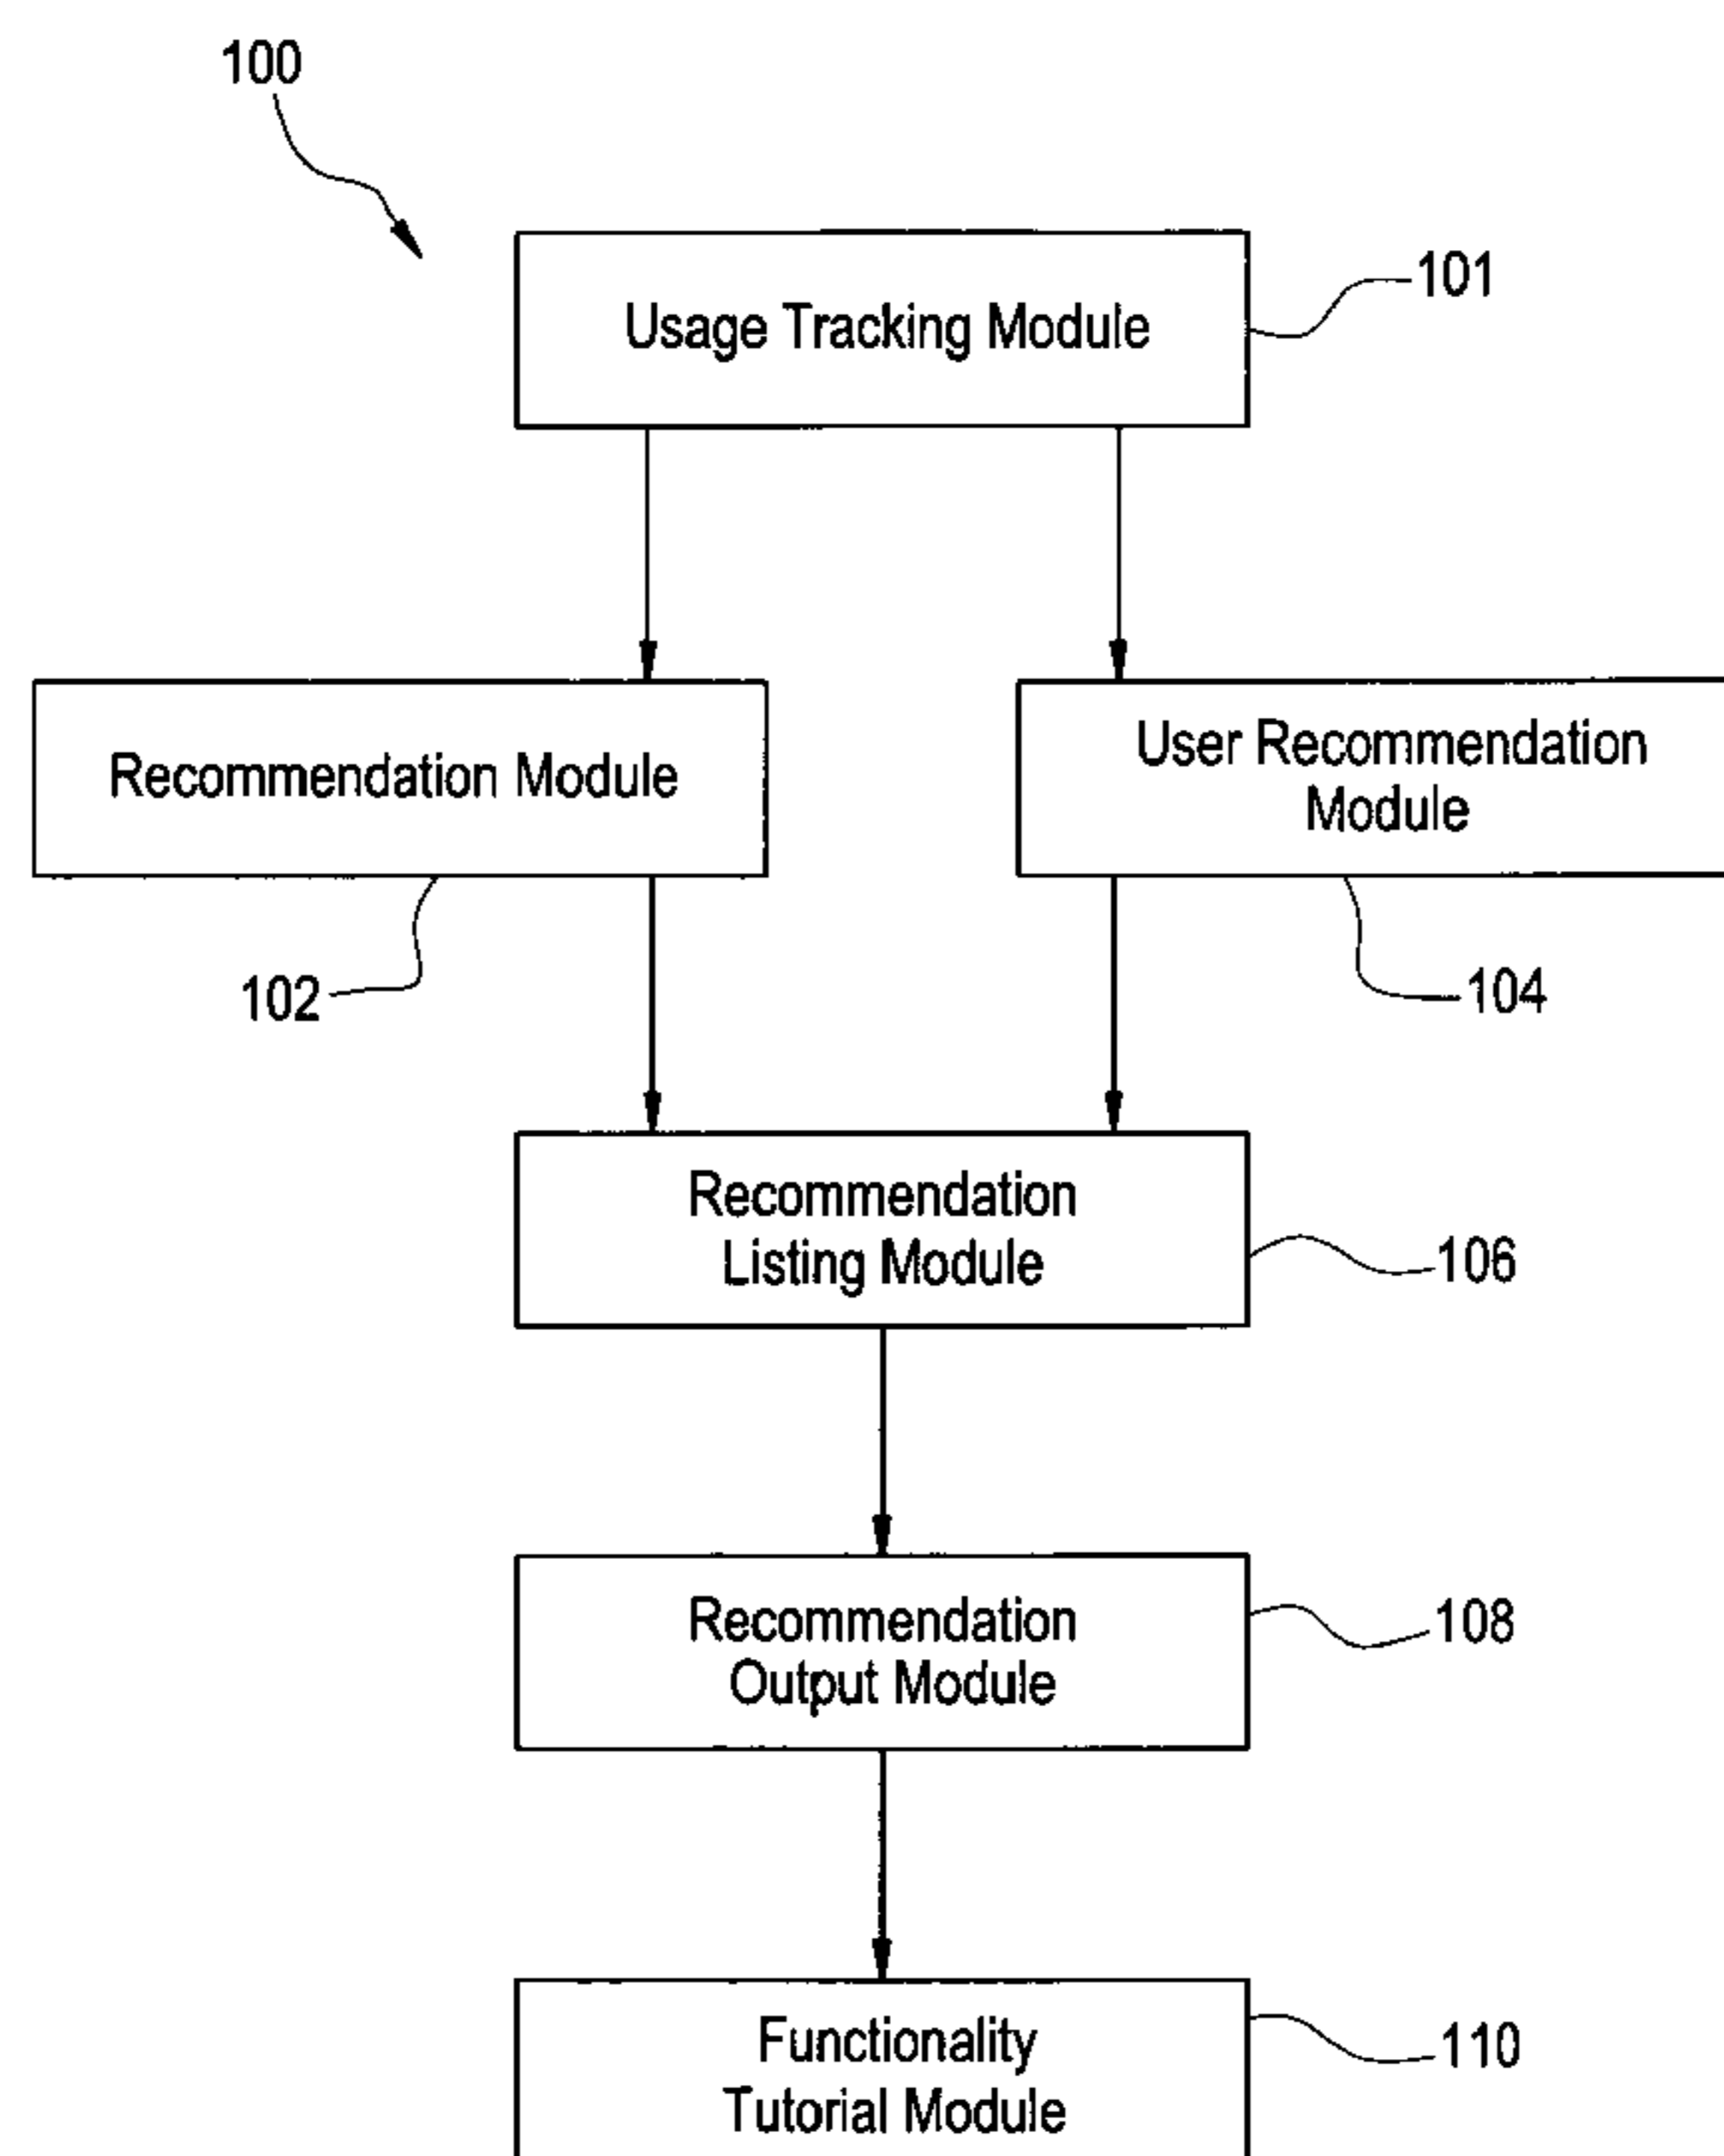 100
Usage Tracking Module
101
Recommendation Module
User Recommendation
Module
102
104
Recommendation
Listing Module
106
Recommendation
Output Module
108
Functionality
Tutorial Module
110